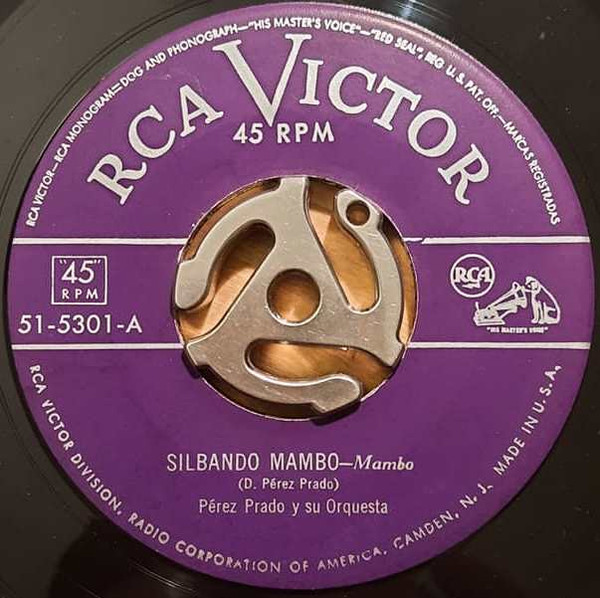 RCA VICTOR—RCA MONOGRAM—DOG AND PHONOGRAPH—"HIS MASTER'S VOICE"—"RED SEAL", REG. U.S. PAT. OFF.—MARCAS REGISTRADAS
RCA VICTOR
45 RPM
"45"
RPM
51-5301-A
RCA
"HIS MASTER'S VOICE"
SILBANDO MAMBO—Mambo
(D. Pérez Prado)
Pérez Prado y su Orquesta
RCA VICTOR DIVISION, RADIO CORPORATION OF AMERICA, CAMDEN, N. J. MADE IN U.S.A.